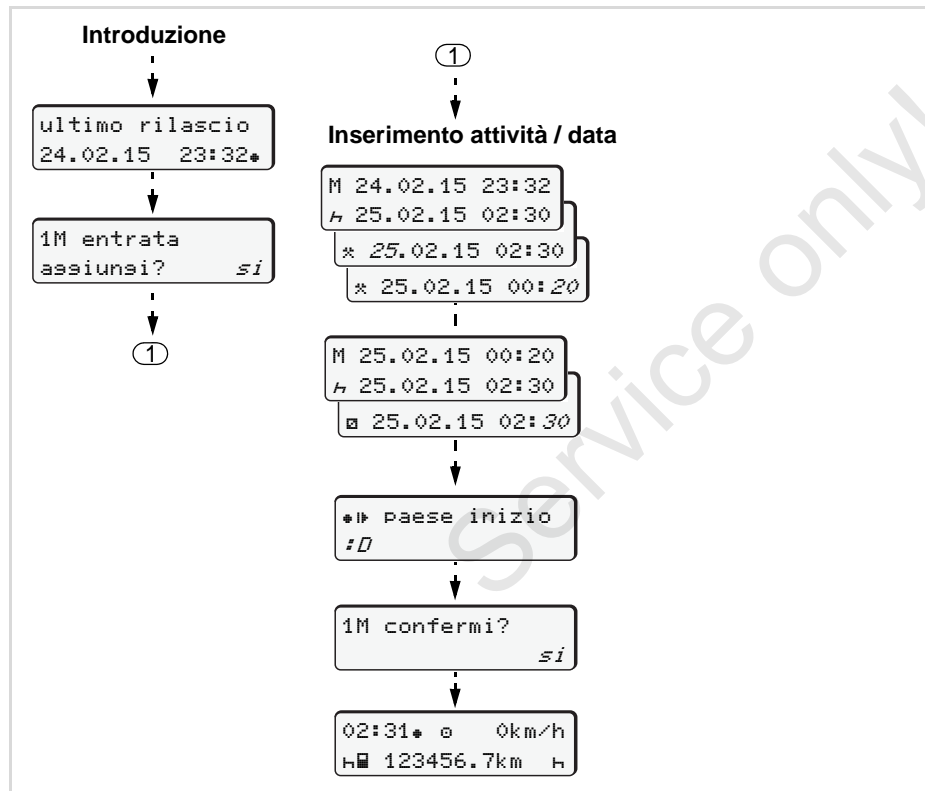 Introduzione
ultimo rilascio
24.02.15 23:32
1M entrata
aggiungi? si
1
1
Inserimento attività / data
M 24.02.15 23:32
25.02.15 02:30
25.02.15 02:30
25.02.15 00:20
M 25.02.15 00:20
25.02.15 02:30
25.02.15 02:30
paese inizio
:D
1M confermi?
si
02:31 0km/h
123456.7km
Service only!